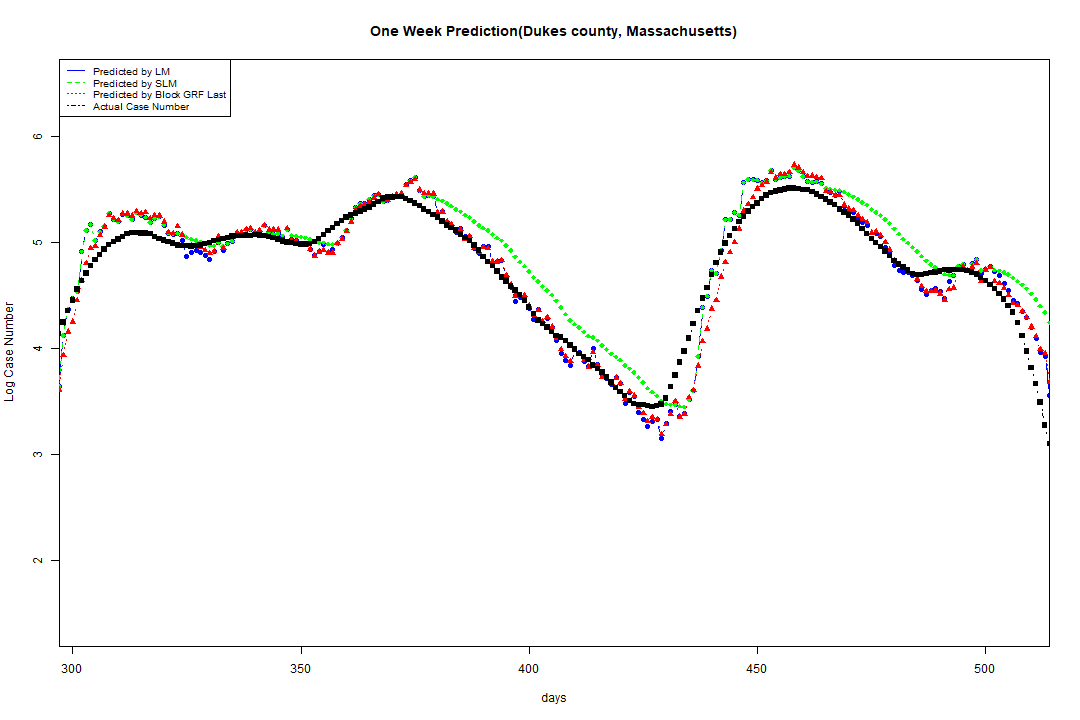 One Week Prediction(Dukes county, Massachusetts)
Predicted by LM
Predicted by SLM
Predicted by Block GRF Last
Actual Case Number
6
5
4
3
2
Log Case Number
300 350 400 450 500
days